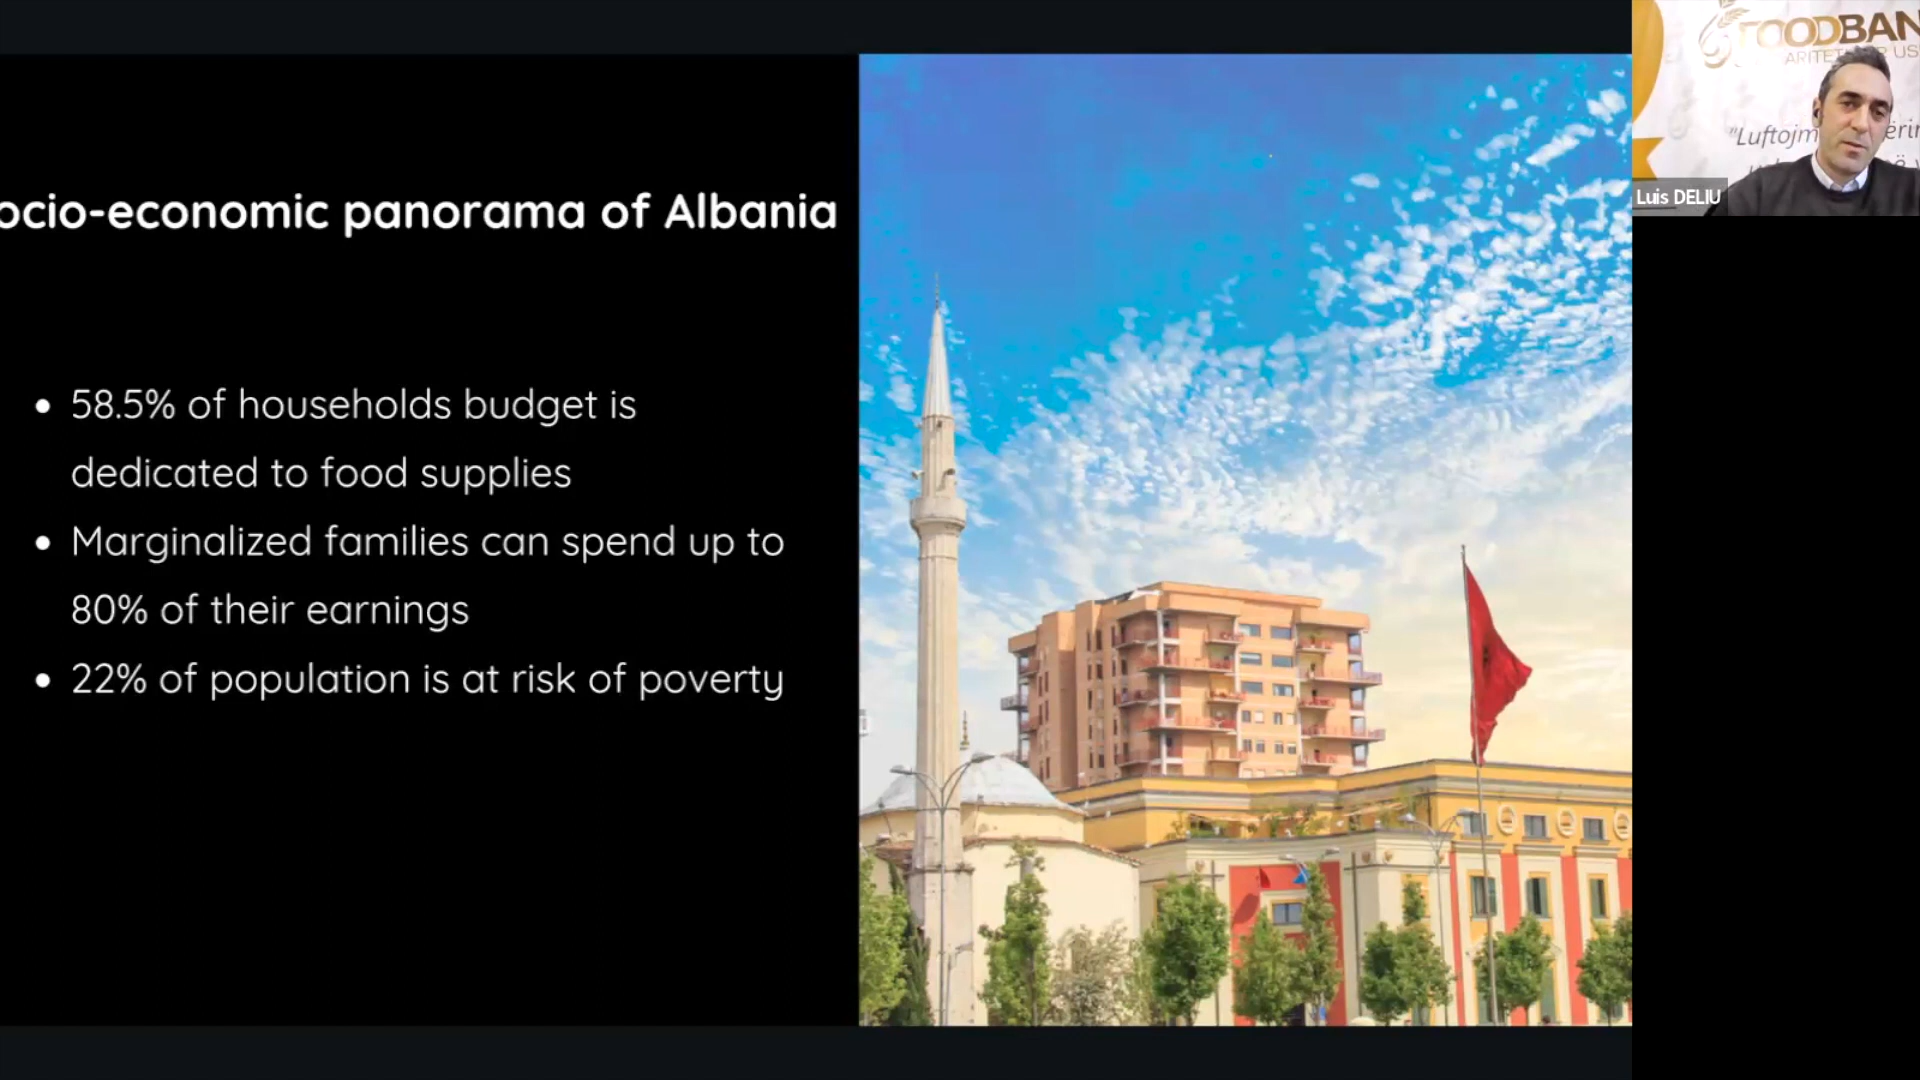 ocio-economic panorama of Albania
• 58.5% of households budget is
dedicated to food supplies
• Marginalized families can spend up to
80% of their earnings
• 22% of population is at risk of poverty
FOODBAN
"Luftojm
Luis DELIU